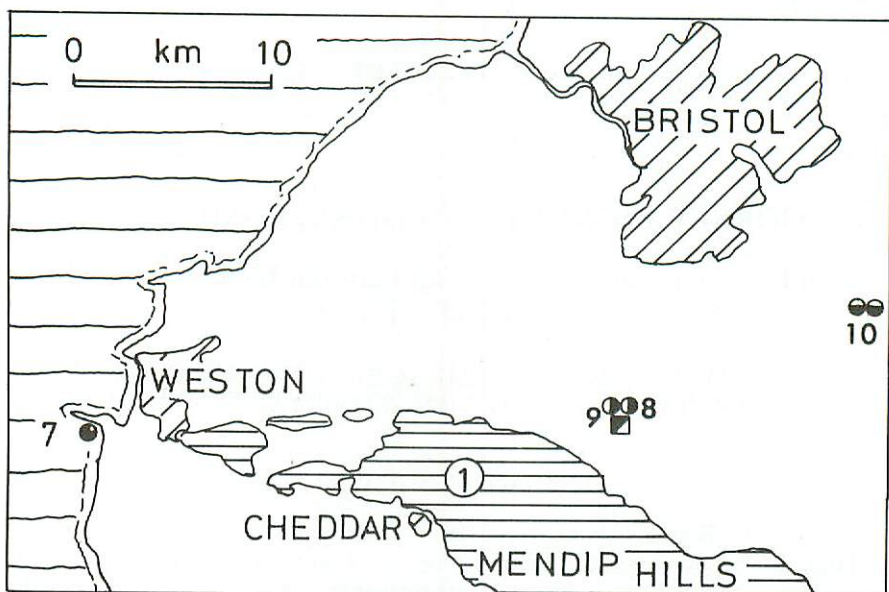 0 km 10
BRISTOL
10
WESTON
7
9 8
1
CHEDDAR
MENDIP HILLS